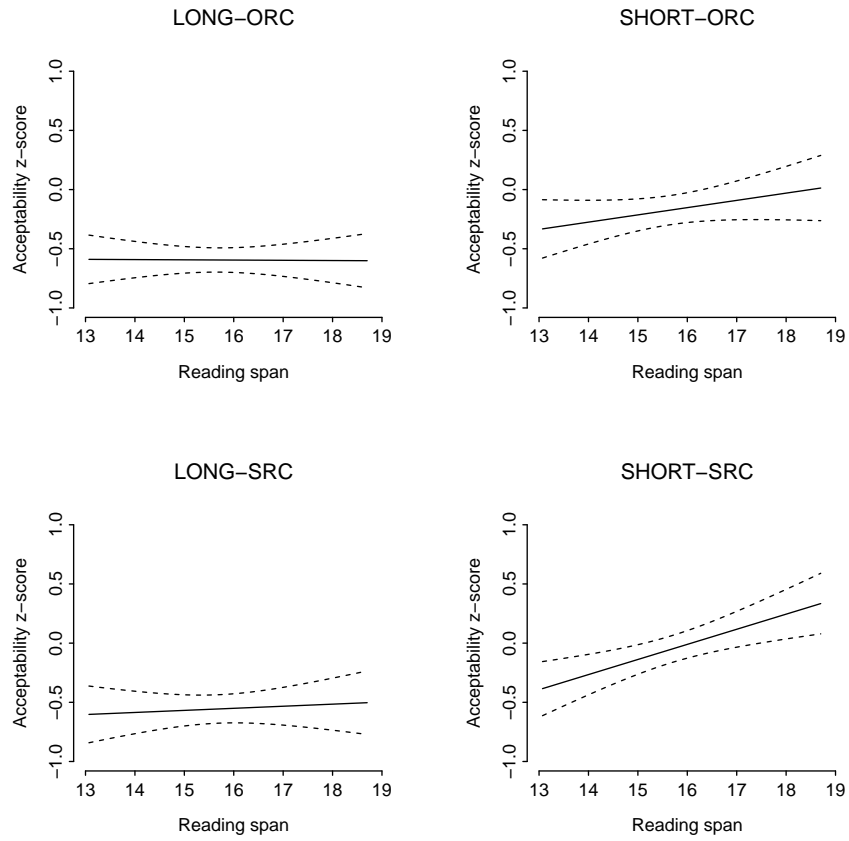 LONG−ORC
Acceptability z−score
1.0
0.5
0.0
−0.5
−1.0
13 14 15 16 17 18 19
Reading span
SHORT−ORC
Acceptability z−score
1.0
0.5
0.0
−0.5
−1.0
13 14 15 16 17 18 19
Reading span
LONG−SRC
Acceptability z−score
1.0
0.5
0.0
−0.5
−1.0
13 14 15 16 17 18 19
Reading span
SHORT−SRC
Acceptability z−score
1.0
0.5
0.0
−0.5
−1.0
13 14 15 16 17 18 19
Reading span